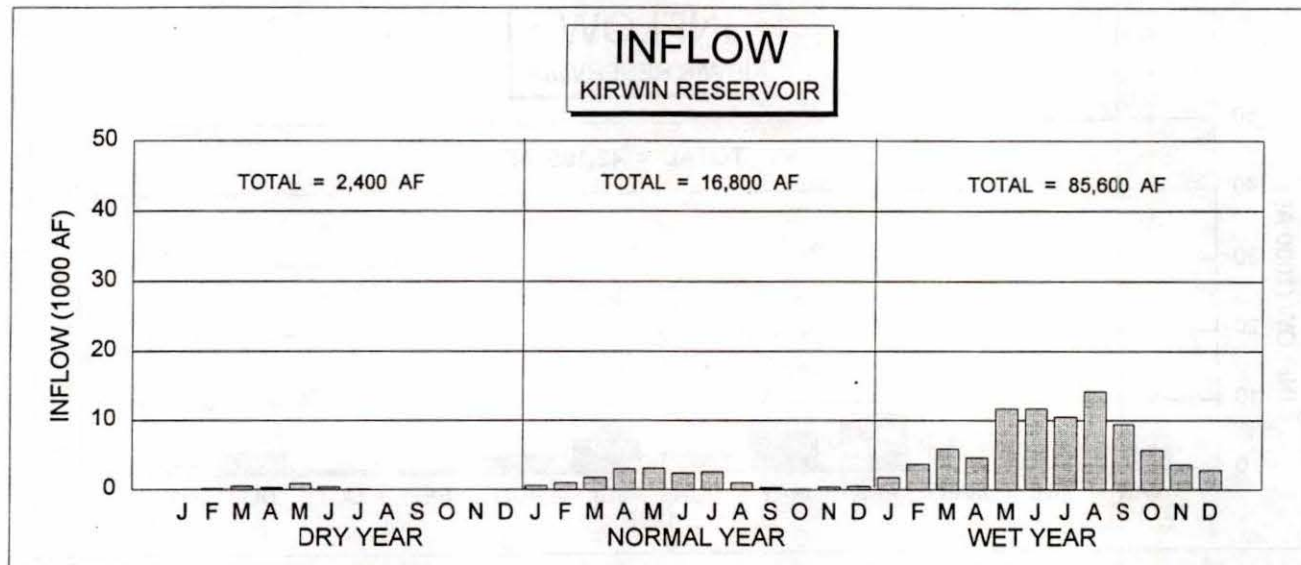 INFLOW
KIRWIN RESERVOIR
TOTAL = 2,400 AF
TOTAL = 16,800 AF
TOTAL = 85,600 AF
50
40
30
20
10
0
INFLOW (1000 AF)
J F M A M J J A S O N D J F M A M J J A S O N D J F M A M J J A S O N D
DRY YEAR NORMAL YEAR WET YEAR